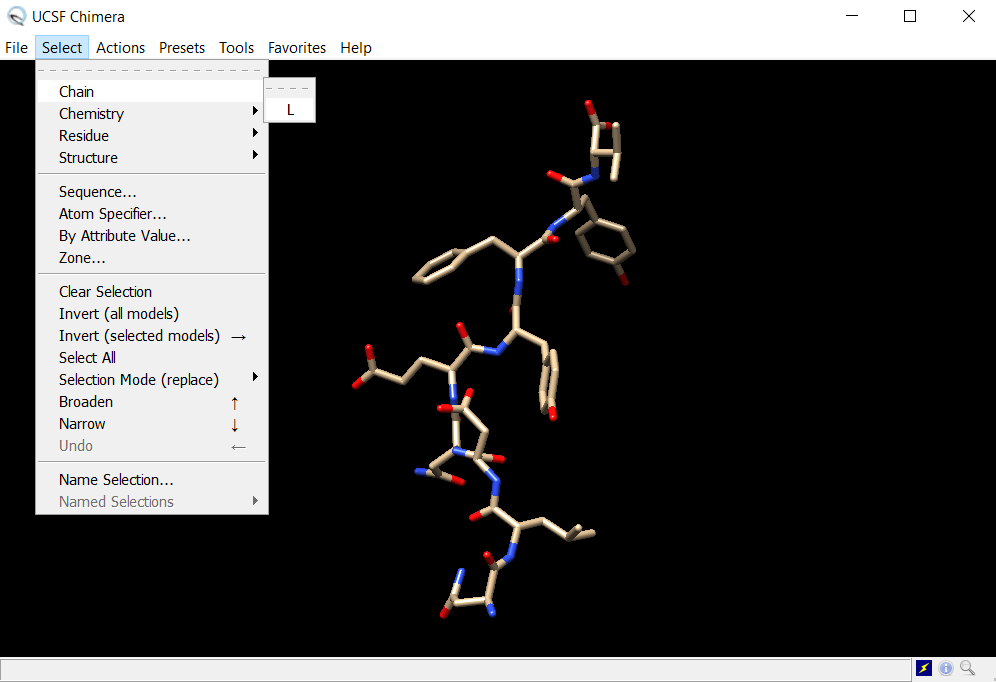 UCSF Chimera
File Select Actions Presets Tools Favorites Help
Chain
L
Chemistry
Residue
Structure
Sequence...
Atom Specifier...
By Attribute Value...
Zone...
Clear Selection
Invert (all models)
Invert (selected models) →
Select All
Selection Mode (replace)
Broaden ↑
Narrow ↓
Undo ←
Name Selection...
Named Selections